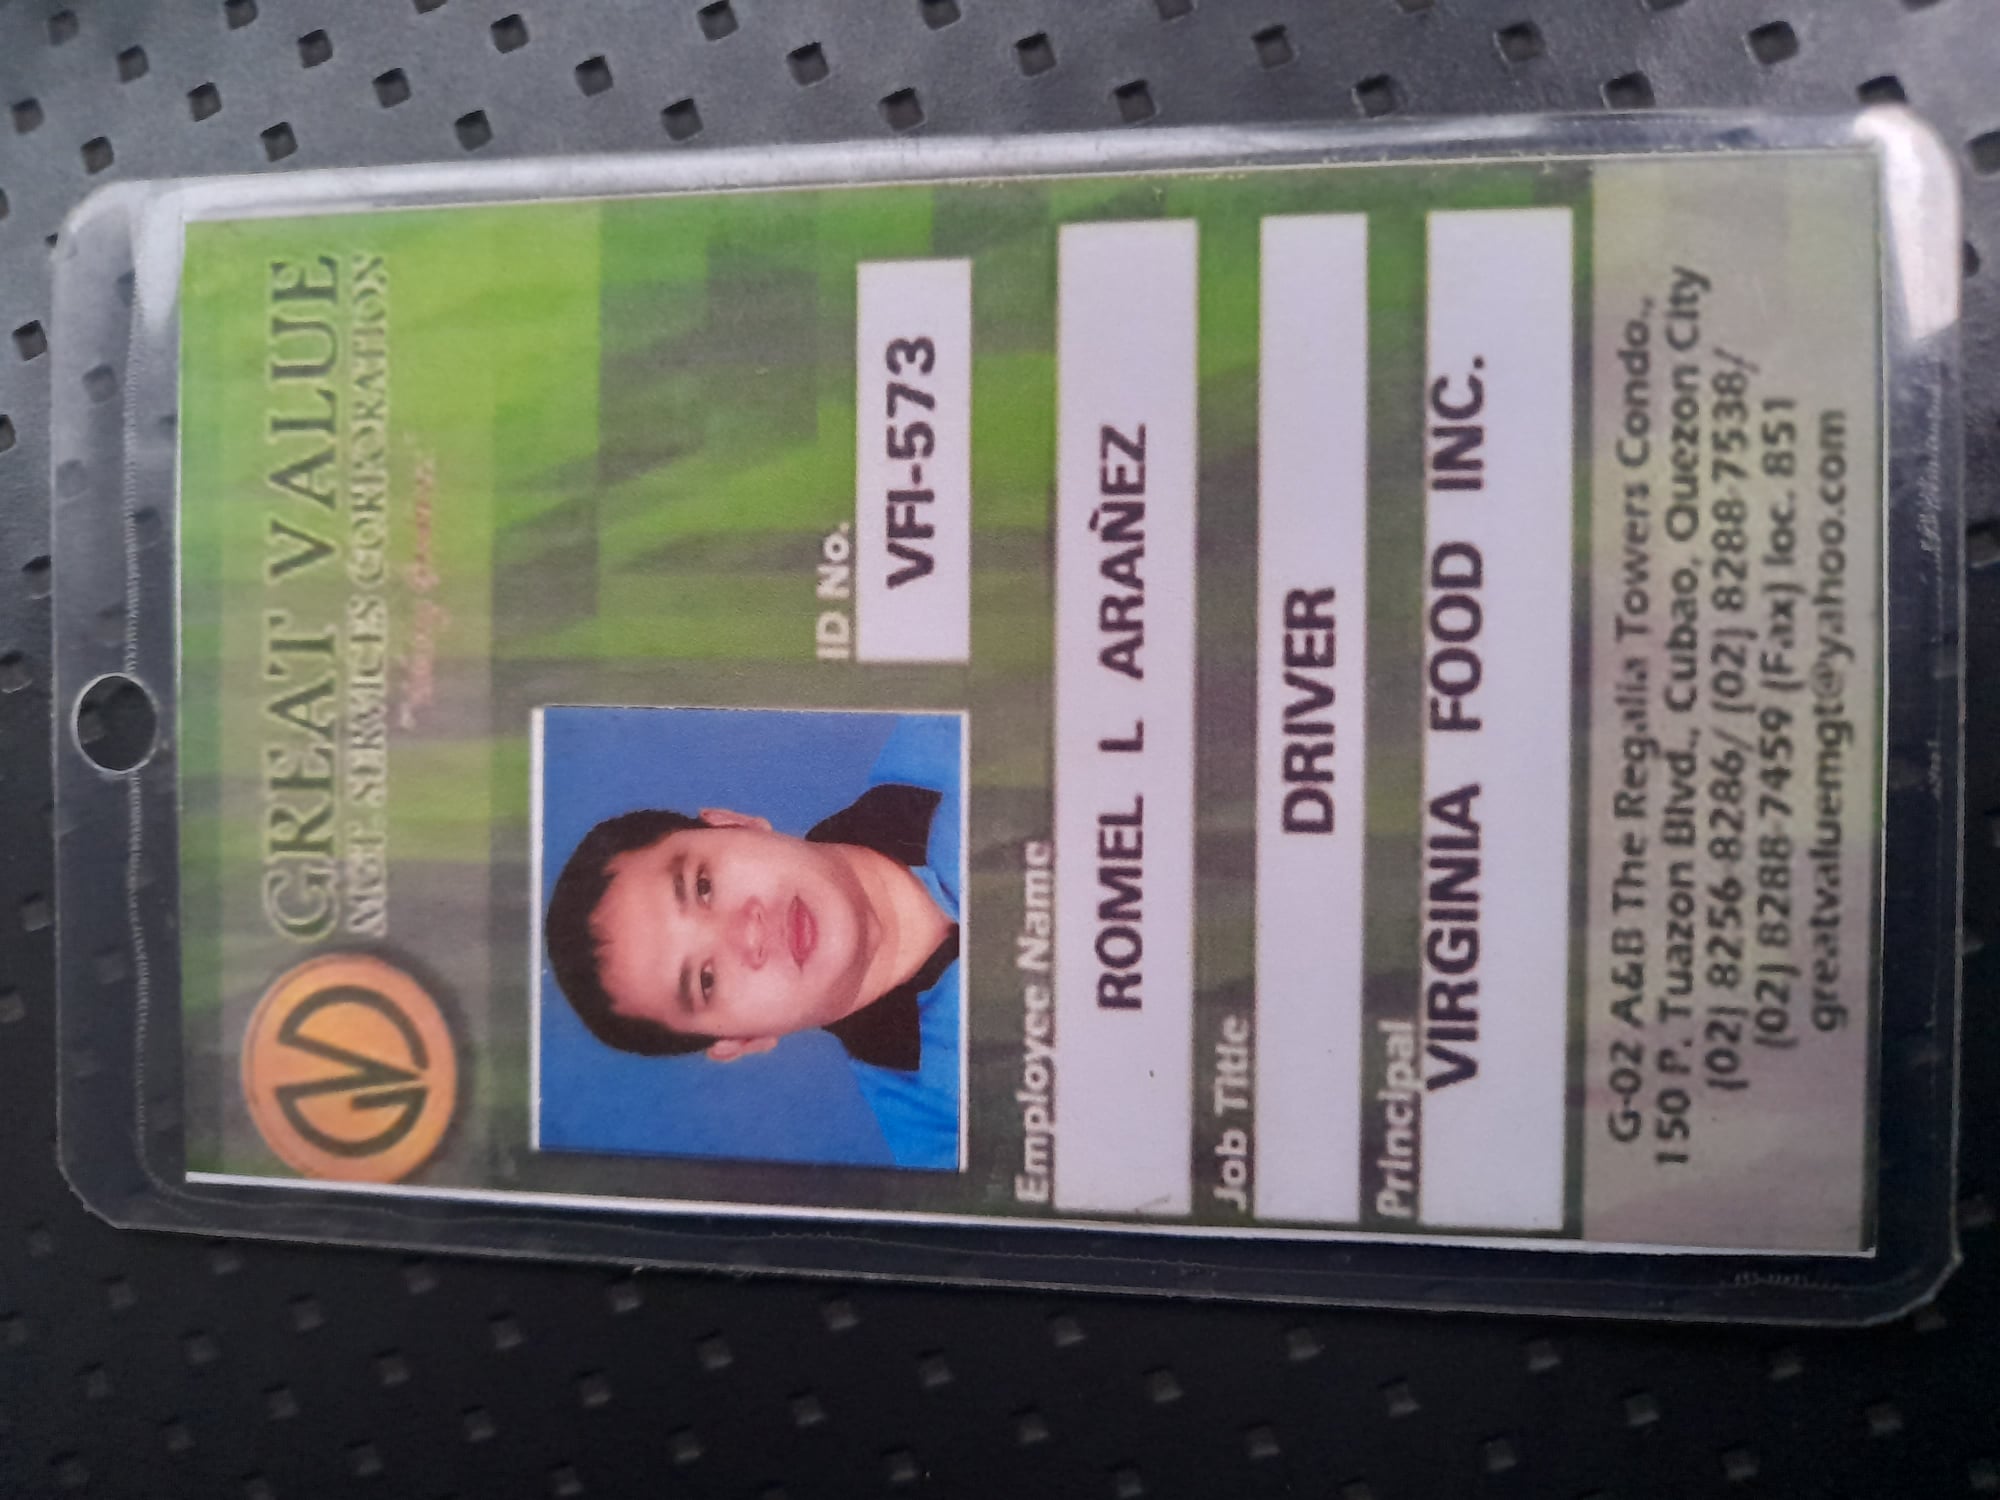 GREAT VALUE
MGT. SERVICES CORPORATION
ID No.
VFI-573
Employee Name
ROMEL L ARAÑEZ
Job Title
DRIVER
Principal
VIRGINIA FOOD INC.
G-02 A&B The Regalia Towers Condo.,
150 P. Tuazon Blvd., Cubao, Quezon City
(02) 8256-8286/ (02) 8288-7538/
(02) 8288-7459 (Fax) loc. 851
greatvaluemgt@yahoo.com